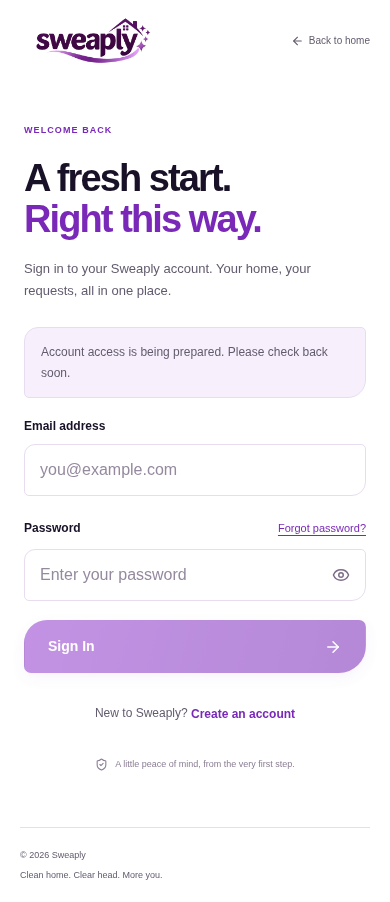 sweaply
Back to home
WELCOME BACK
A fresh start.
Right this way.
Sign in to your Sweaply account. Your home, your
requests, all in one place.
Account access is being prepared. Please check back
soon.
Email address
you@example.com
Password
Forgot password?
Enter your password
Sign In
New to Sweaply? Create an account
A little peace of mind, from the very first step.
© 2026 Sweaply
Clean home. Clear head. More you.